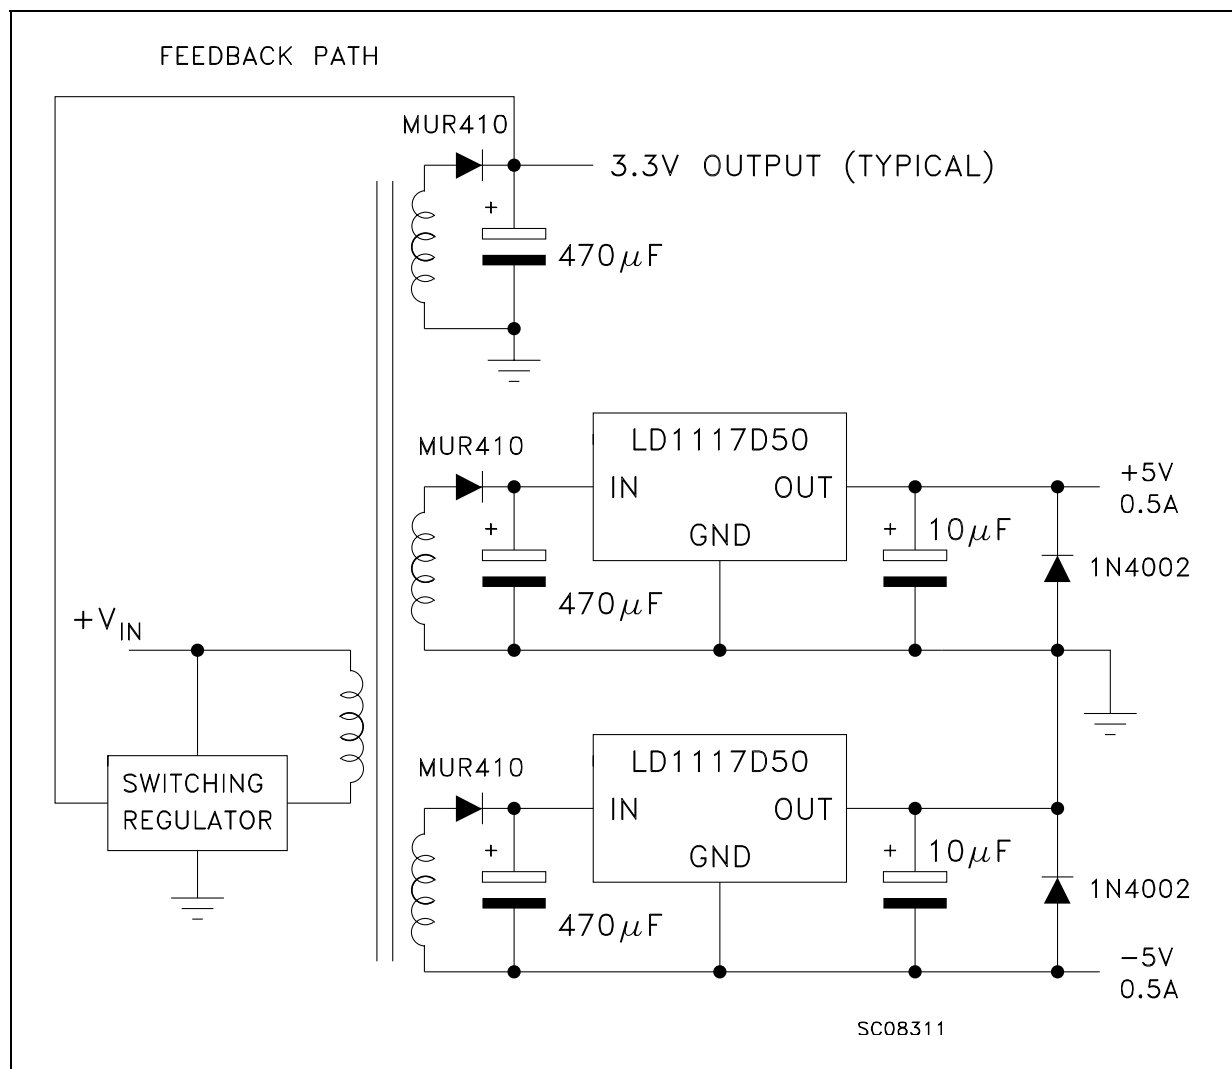 FEEDBACK PATH
MUR410
3.3V OUTPUT (TYPICAL)
+
470μF
MUR410
LD1117D50
IN
OUT
GND
+5V
0.5A
+
470μF
+
10μF
1N4002
+VIN
SWITCHING
REGULATOR
MUR410
LD1117D50
IN
OUT
GND
+
470μF
+
10μF
1N4002
-5V
0.5A
SC08311